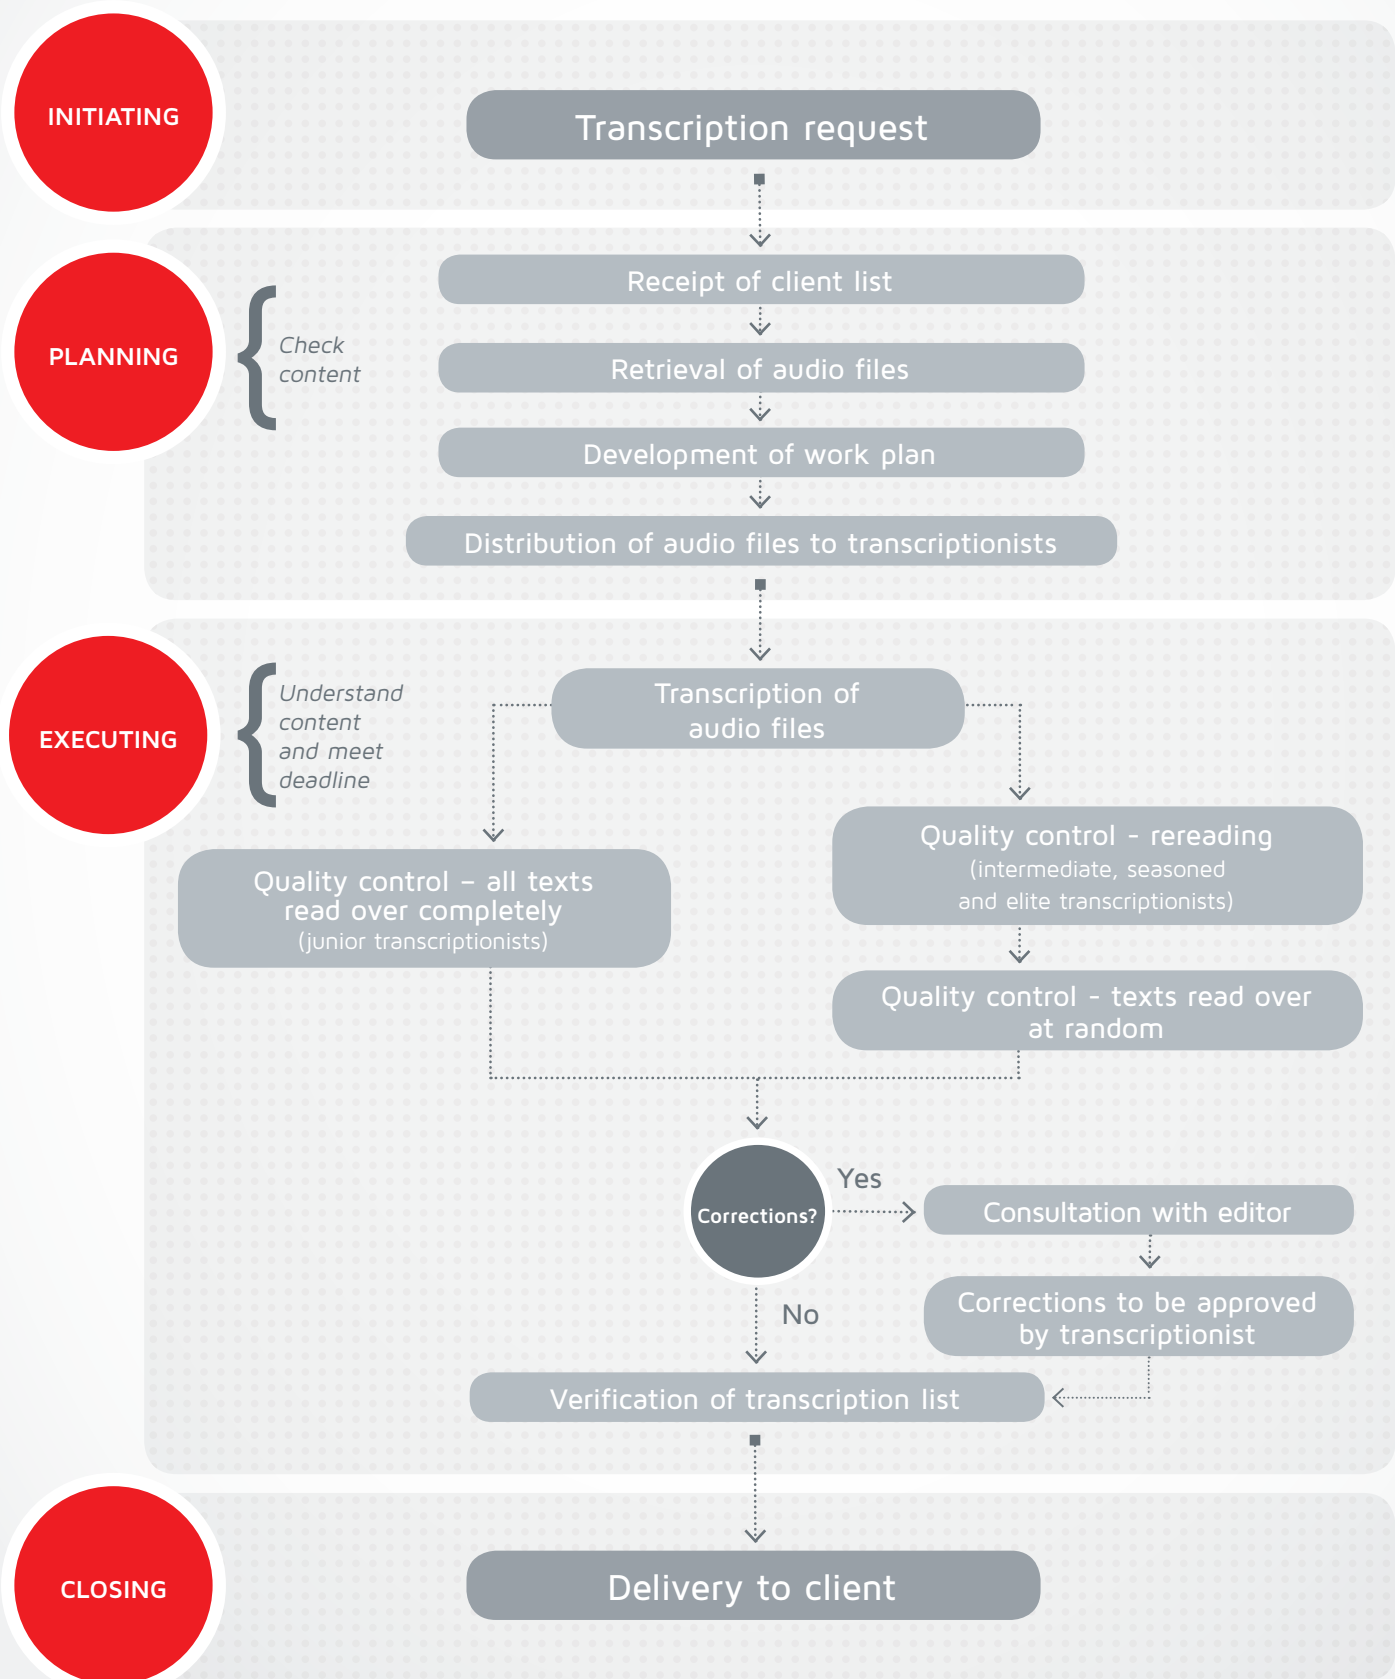 INITIATING
Transcription request
PLANNING
Check
content
Receipt of client list
Retrieval of audio files
Development of work plan
Distribution of audio files to transcriptionists
EXECUTING
Understand
content
and meet
deadline
Transcription of
audio files
Quality control – all texts
read over completely
(junior transcriptionists)
Quality control - rereading
(intermediate, seasoned
and elite transcriptionists)
Quality control - texts read over
at random
Corrections?
Yes
Consultation with editor
Corrections to be approved
by transcriptionist
No
Verification of transcription list
CLOSING
Delivery to client